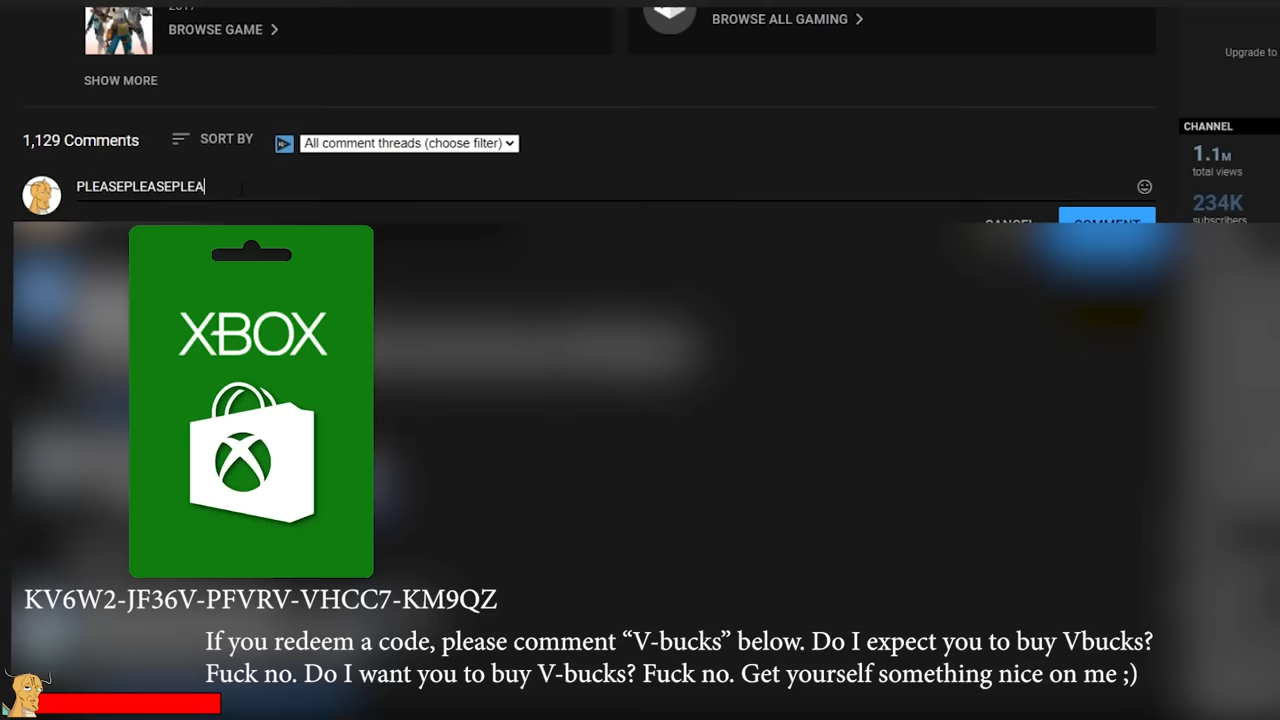 BROWSE GAME
BROWSE ALL GAMING
Upgrade to
SHOW MORE
CHANNEL
1,129 Comments
SORT BY
All comment threads (choose filter)
1.1M
total views
PLEASEPLEASEPLEA
234K
subscribers
CANCEL
COMMENT
XBOX
KV6W2-JF36V-PFVRV-VHCC7-KM9QZ
If you redeem a code, please comment “V-bucks” below. Do I expect you to buy Vbucks?
Fuck no. Do I want you to buy V-bucks? Fuck no. Get yourself something nice on me ;)